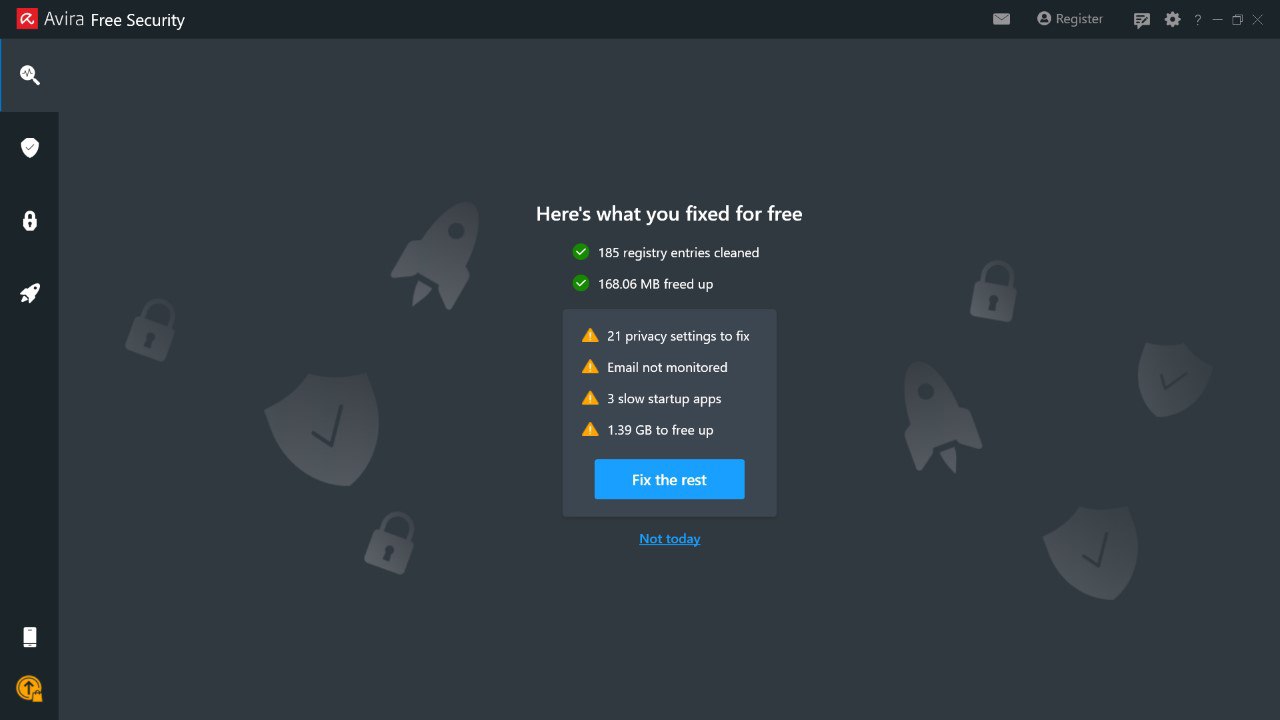 Avira Free Security
Register
?
Here's what you fixed for free
185 registry entries cleaned
168.06 MB freed up
21 privacy settings to fix
Email not monitored
3 slow startup apps
1.39 GB to free up
Fix the rest
Not today